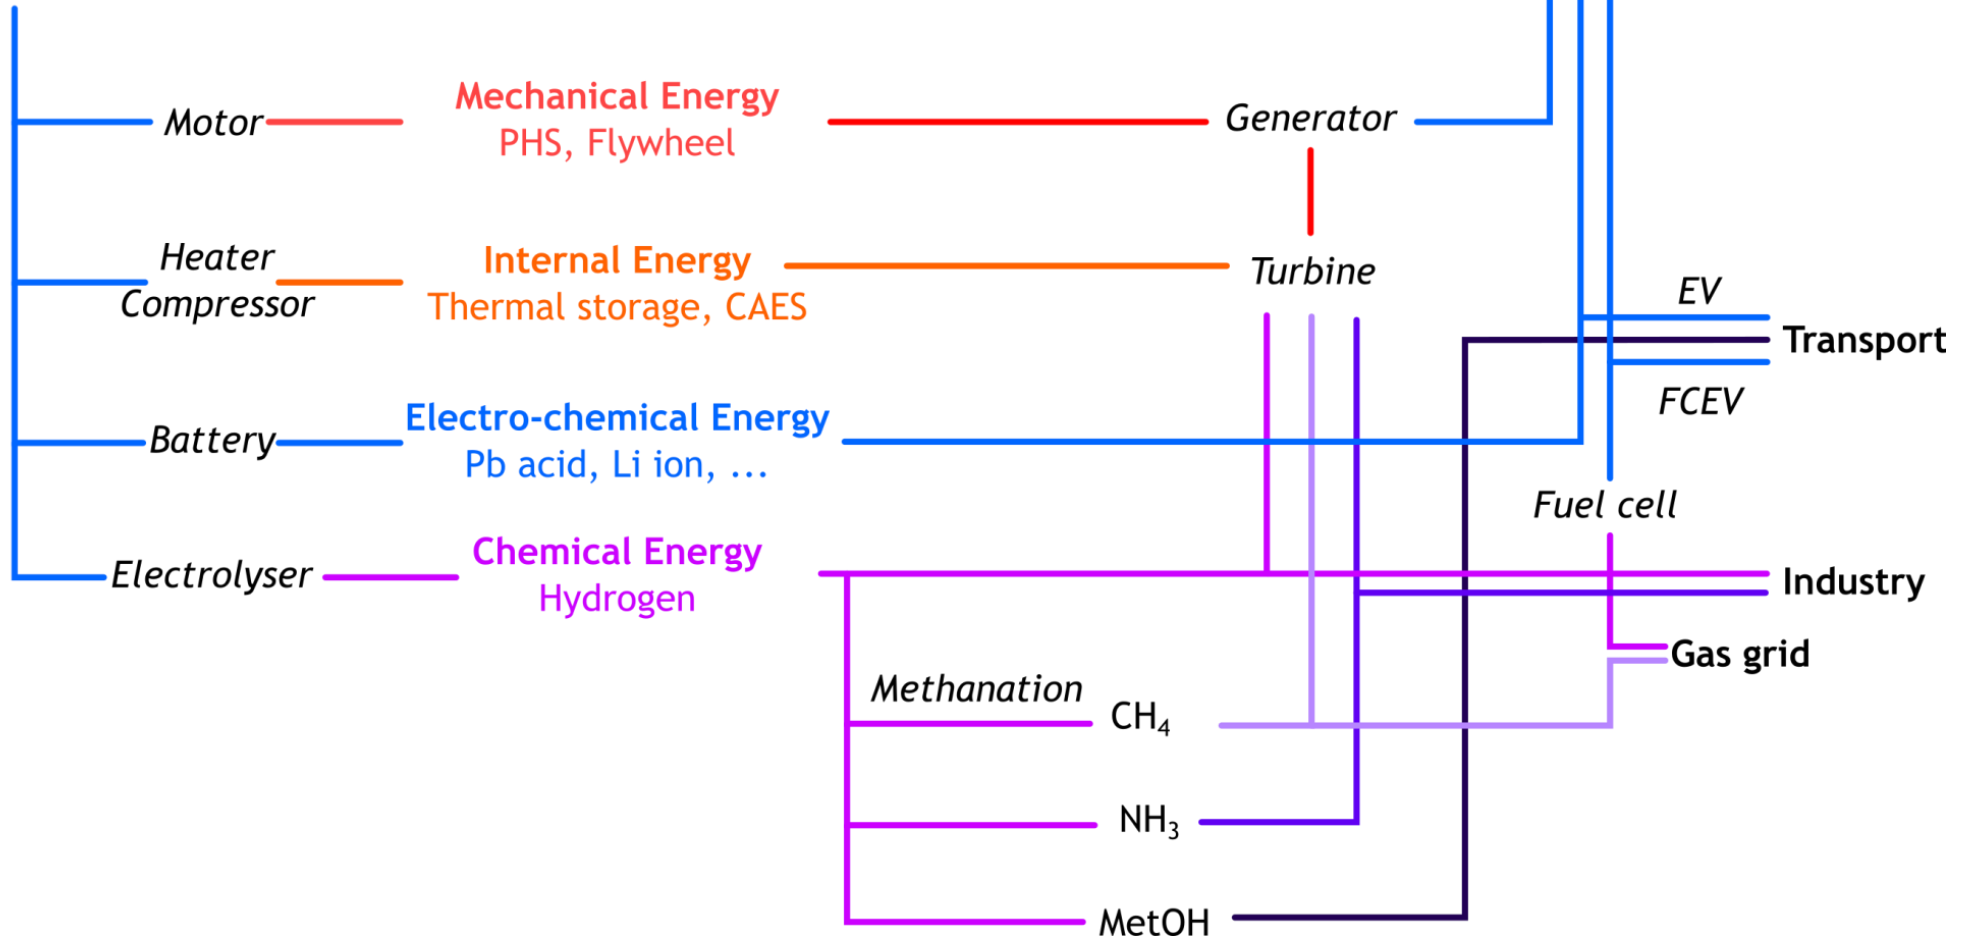 Motor
Mechanical Energy
PHS, Flywheel
Generator
Heater
Compressor
Internal Energy
Thermal storage, CAES
Turbine
EV
Transport
FCEV
Battery
Electro-chemical Energy
Pb acid, Li ion, ...
Fuel cell
Electrolyser
Chemical Energy
Hydrogen
Industry
Gas grid
Methanation
CH₄
NH₃
MetOH